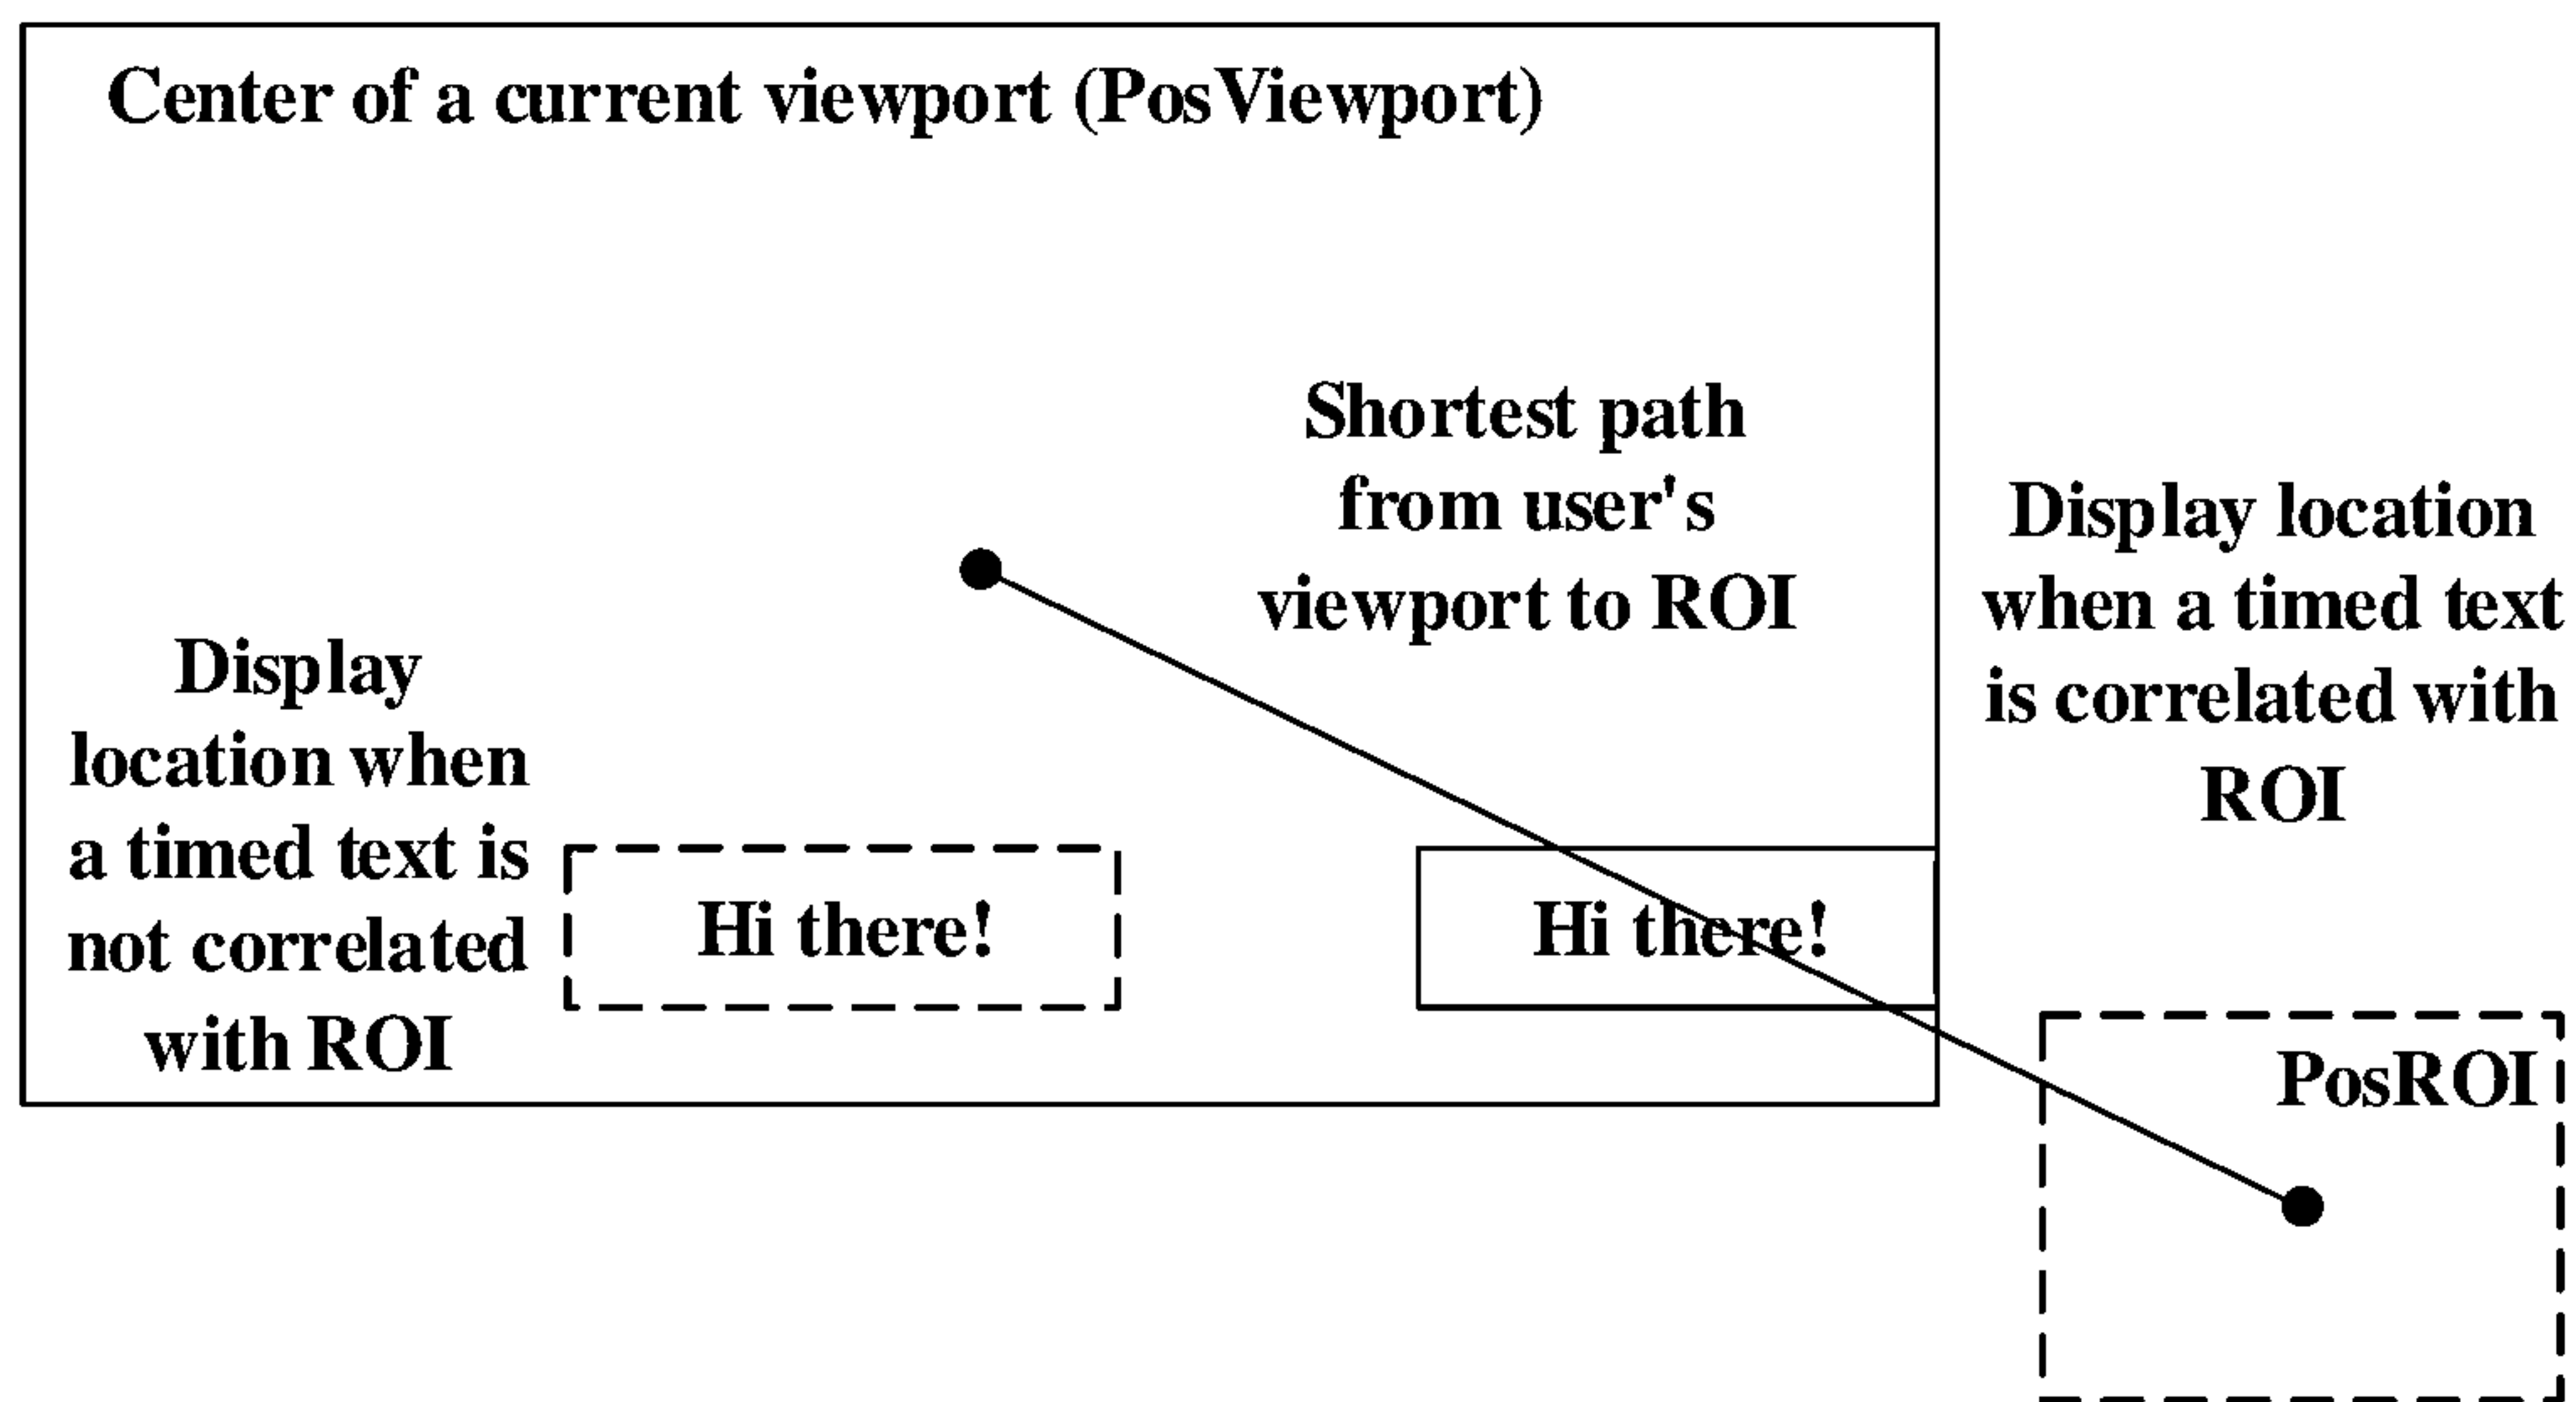 Center of a current viewport (PosViewport)
Shortest path
from user's
viewport to ROI
Display location
when a timed text
is correlated with
ROI
Display
location when
a timed text is
not correlated
with ROI
Hi there!
Hi there!
PosROI